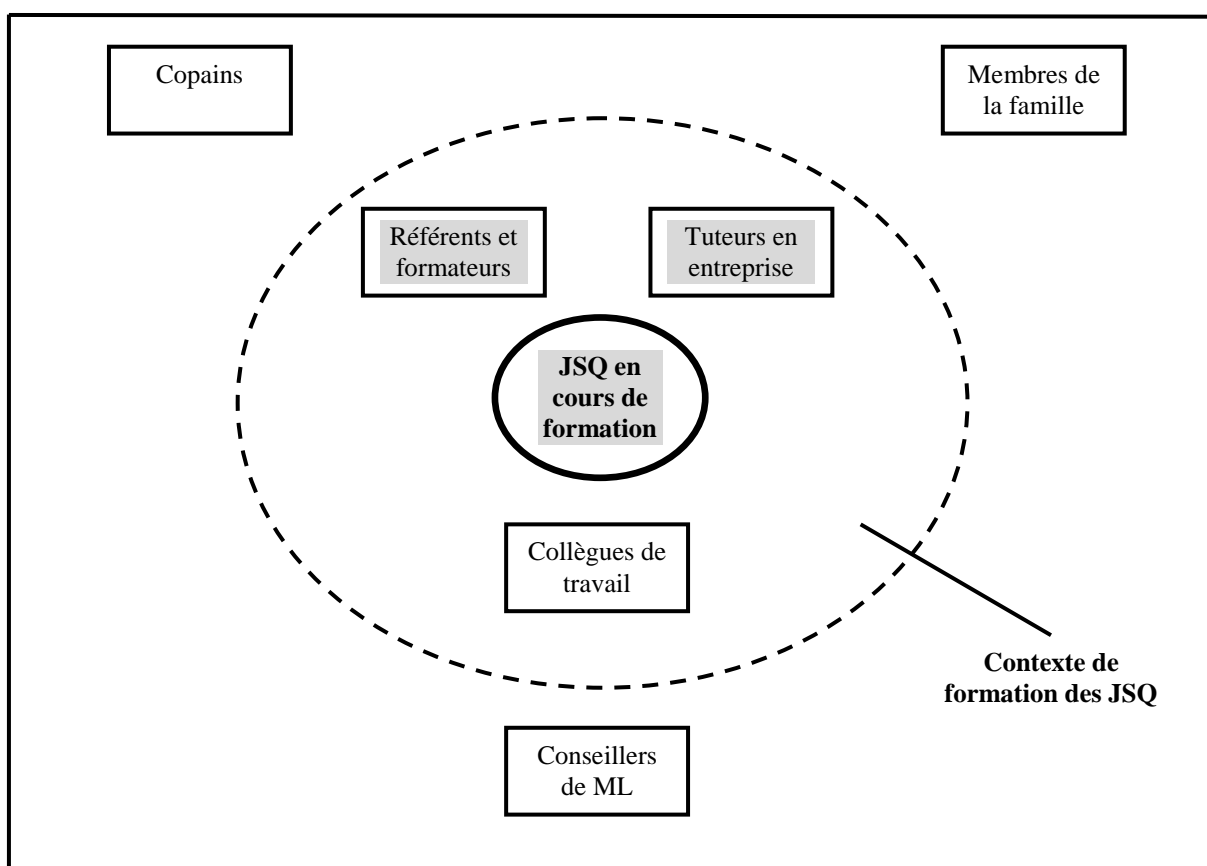 Copains
Membres de
la famille
Référents et
formateurs
Tuteurs en
entreprise
JSQ en
cours de
formation
Collègues de
travail
Contexte de
formation des JSQ
Conseillers
de ML